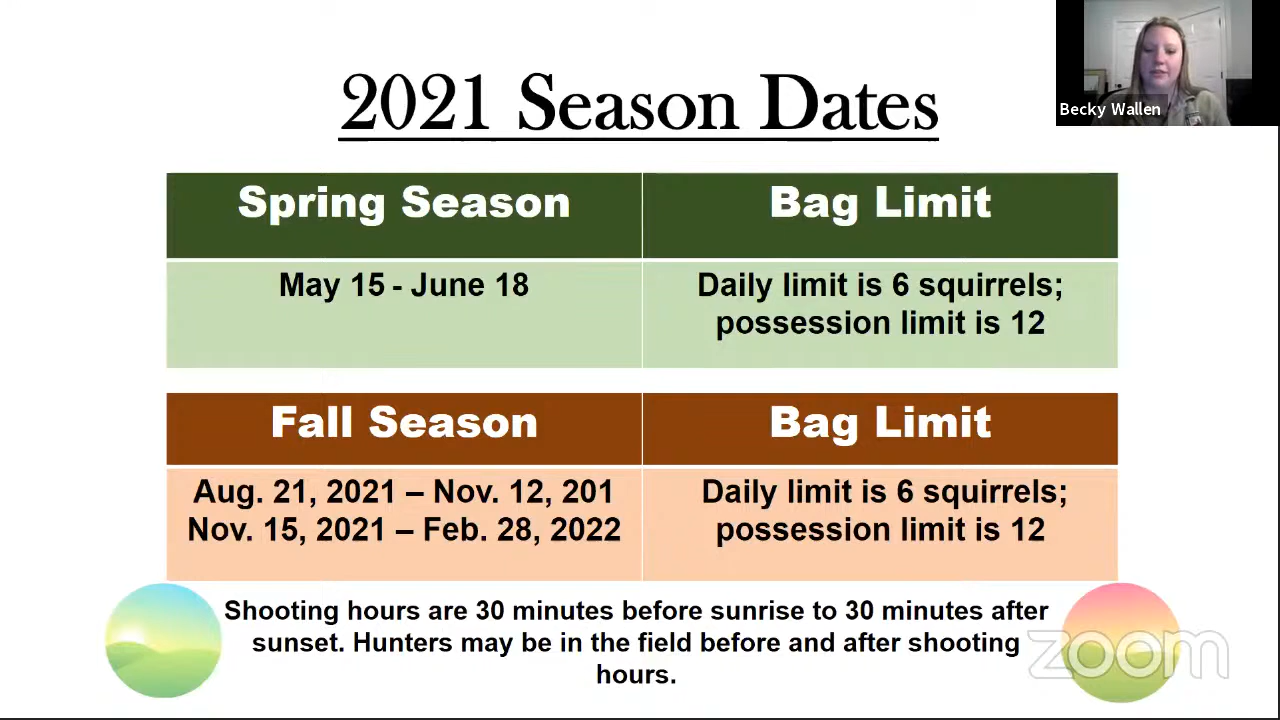 2021 Season Dates
Becky Wallen
Spring Season
Bag Limit
May 15 - June 18
Daily limit is 6 squirrels;
possession limit is 12
Fall Season
Bag Limit
Aug. 21, 2021 – Nov. 12, 201
Nov. 15, 2021 – Feb. 28, 2022
Daily limit is 6 squirrels;
possession limit is 12
Shooting hours are 30 minutes before sunrise to 30 minutes after
sunset. Hunters may be in the field before and after shooting
hours.
zoom